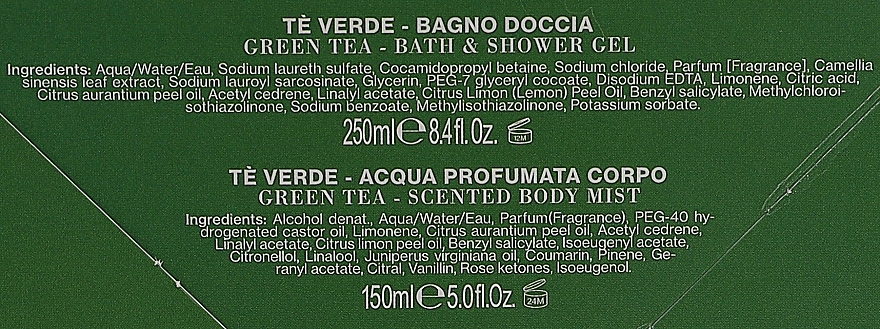 TÈ VERDE - BAGNO DOCCIA
GREEN TEA - BATH & SHOWER GEL
Ingredients: Aqua/Water/Eau, Sodium laureth sulfate, Cocamidopropyl betaine, Sodium chloride, Parfum [Fragrance], Camellia
sinensis leaf extract, Sodium lauroyl sarcosinate, Glycerin, PEG-7 glyceryl cocoate, Disodium EDTA, Limonene, Citric acid,
Citrus aurantium peel oil, Acetyl cedrene, Linalyl acetate, Citrus Limon (Lemon) Peel Oil, Benzyl salicylate, Methylchloroi-
sothiazolinone, Sodium benzoate, Methylisothiazolinone, Potassium sorbate.
250ml e 8.4fl.Oz. 12M
TÈ VERDE - ACQUA PROFUMATA CORPO
GREEN TEA - SCENTED BODY MIST
Ingredients: Alcohol denat., Aqua/Water/Eau, Parfum(Fragrance), PEG-40 hy-
drogenated castor oil, Limonene, Citrus aurantium peel oil, Acetyl cedrene,
Linalyl acetate, Citrus limon peel oil, Benzyl salicylate, Isoeugenyl acetate,
Citronellol, Linalool, Juniperus virginiana oil, Coumarin, Pinene, Ge-
ranyl acetate, Citral, Vanillin, Rose ketones, Isoeugenol.
150ml e 5.0fl.Oz. 24M